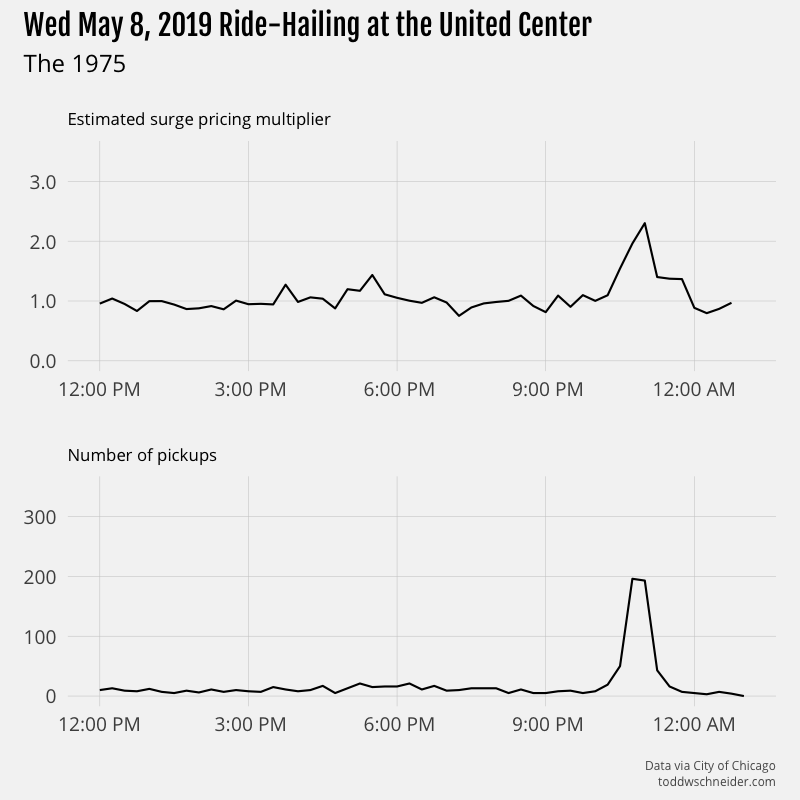 Wed May 8, 2019 Ride-Hailing at the United Center
The 1975
Estimated surge pricing multiplier
3.0
2.0
1.0
0.0
12:00 PM 3:00 PM 6:00 PM 9:00 PM 12:00 AM
Number of pickups
300
200
100
0
12:00 PM 3:00 PM 6:00 PM 9:00 PM 12:00 AM
Data via City of Chicago
toddwschneider.com